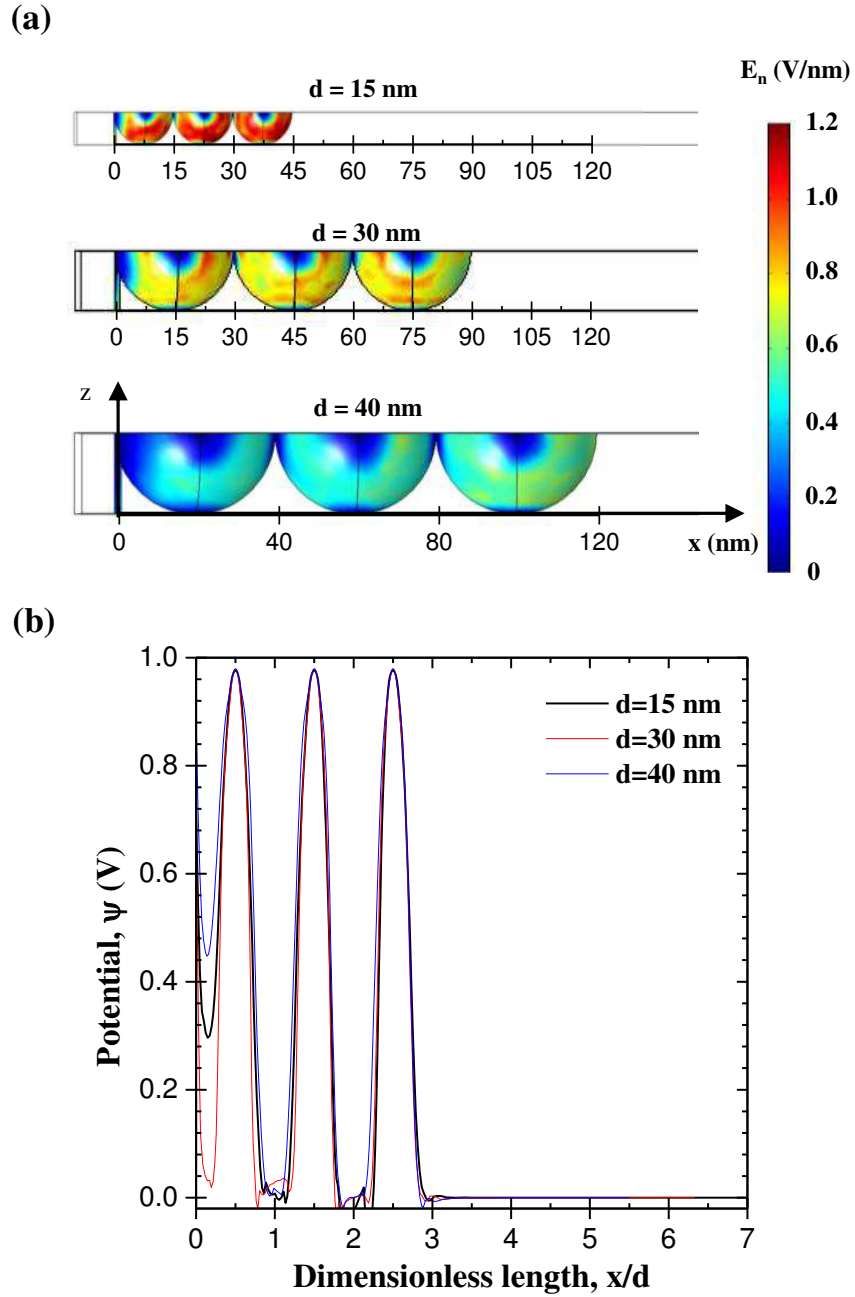 (a)
E_n (V/nm)
d = 15 nm
1.2
0 15 30 45 60 75 90 105 120
1.0
d = 30 nm
0.8
0 15 30 45 60 75 90 105 120
0.6
z
d = 40 nm
0.4
0.2
0 40 80 120 x (nm)
0
(b)
1.0
d=15 nm
d=30 nm
d=40 nm
0.8
0.6
0.4
0.2
0.0
Potential, ψ (V)
0 1 2 3 4 5 6 7
Dimensionless length, x/d